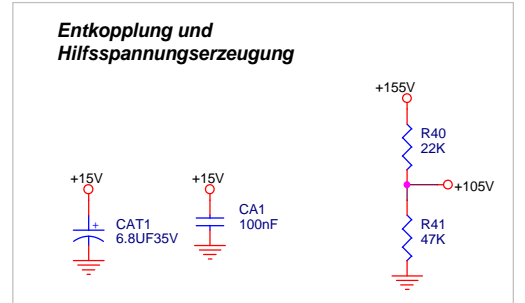 Entkopplung und
Hilfsspannungserzeugung
+155V
R40
22K
+105V
R41
47K
+15V
CAT1
6.8UF35V
+
+15V
CA1
100nF